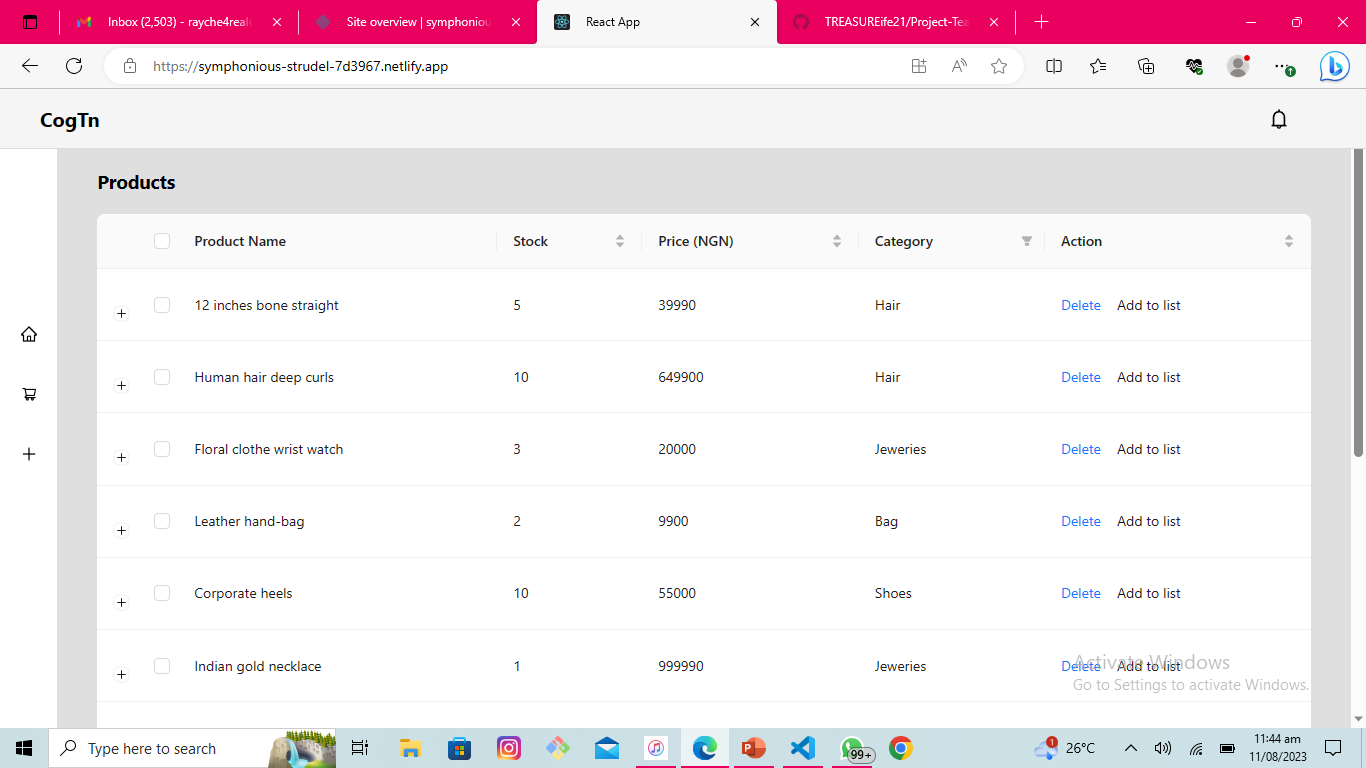 Inbox (2,503) - rayche4real
Site overview | symphoniou
React App
TREASUREife21/Project-Tea
https://symphonious-strudel-7d3967.netlify.app
CogTn
Products
Product Name Stock Price (NGN) Category Action
12 inches bone straight 5 39990 Hair Delete Add to list
Human hair deep curls 10 649900 Hair Delete Add to list
Floral clothe wrist watch 3 20000 Jeweries Delete Add to list
Leather hand-bag 2 9900 Bag Delete Add to list
Corporate heels 10 55000 Shoes Delete Add to list
Indian gold necklace 1 999990 Jeweries Delete Add to list
Activate Windows
Go to Settings to activate Windows.
Type here to search
99+
1
26°C
11:44 am
11/08/2023